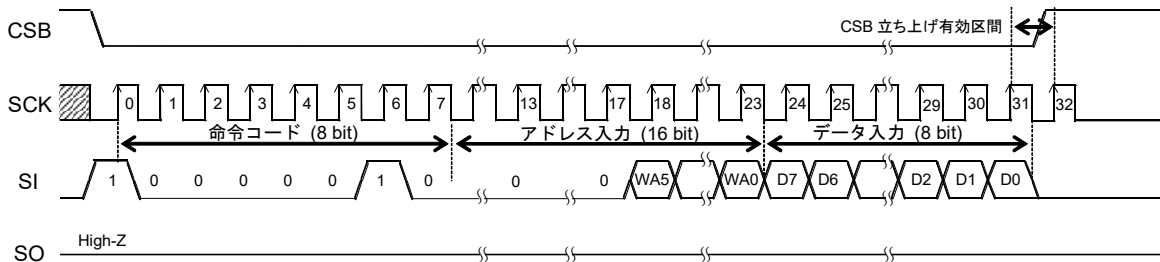 CSB
CSB 立ち上げ有効区間
SCK
0 1 2 3 4 5 6 7 13 17 18 23 24 25 29 30 31 32
命令コード (8 bit)
アドレス入力 (16 bit)
データ入力 (8 bit)
SI
1 0 0 0 0 0 1 0 0 0 WA5 WA0 D7 D6 D2 D1 D0
High-Z
SO